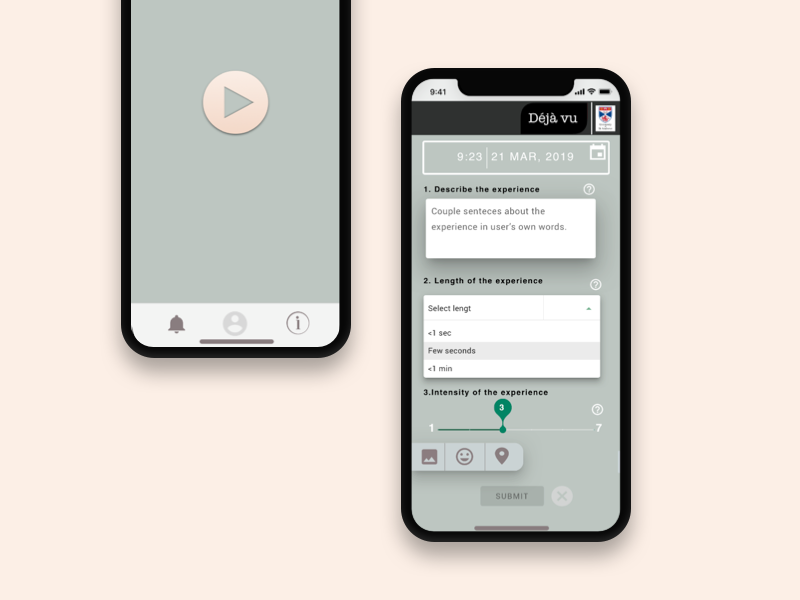 9:41
Déjà vu
9:23 21 MAR, 2019
1. Describe the experience
Couple senteces about the
experience in user's own words.
2. Length of the experience
Select lengt
<1 sec
Few seconds
<1 min
3.Intensity of the experience
3
1
7
SUBMIT